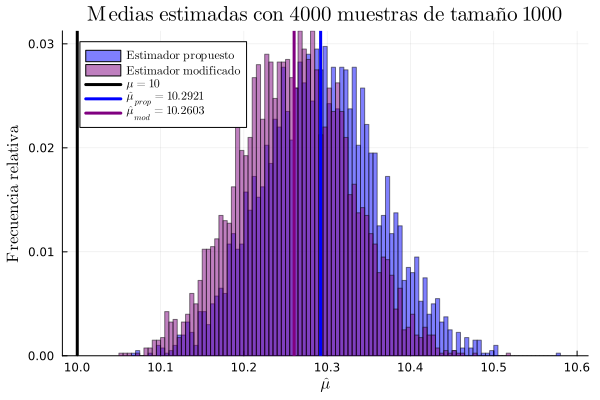 Medias estimadas con 4000 muestras de tamaño 1000
Frecuencia relativa
0.03
0.02
0.01
0.00
Estimador propuesto
Estimador modificado
μ = 10
μ̂_prop = 10.2921
μ̂_mod = 10.2603
10.0 10.1 10.2 10.3 10.4 10.5 10.6
μ̂